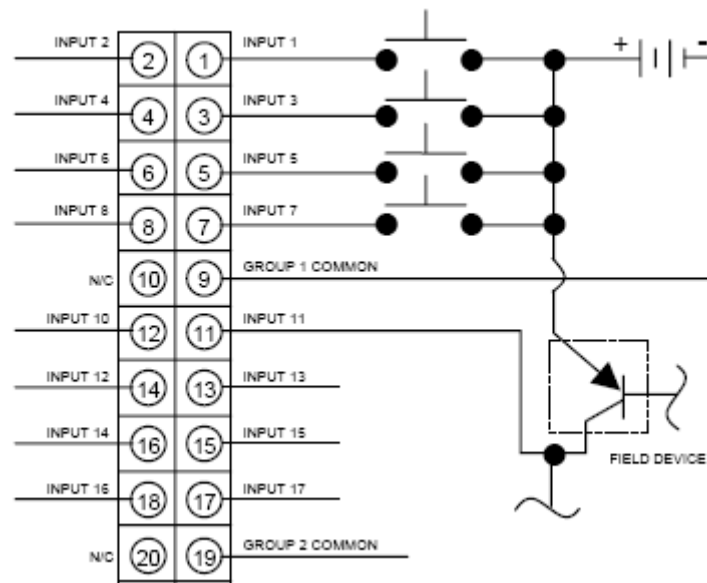 INPUT 2 2 1 INPUT 1 + -
INPUT 4 4 3 INPUT 3
INPUT 6 6 5 INPUT 5
INPUT 8 8 7 INPUT 7
N/C 10 9 GROUP 1 COMMON
INPUT 10 12 11 INPUT 11
INPUT 12 14 13 INPUT 13
INPUT 14 16 15 INPUT 15
FIELD DEVICE
INPUT 16 18 17 INPUT 17
N/C 20 19 GROUP 2 COMMON